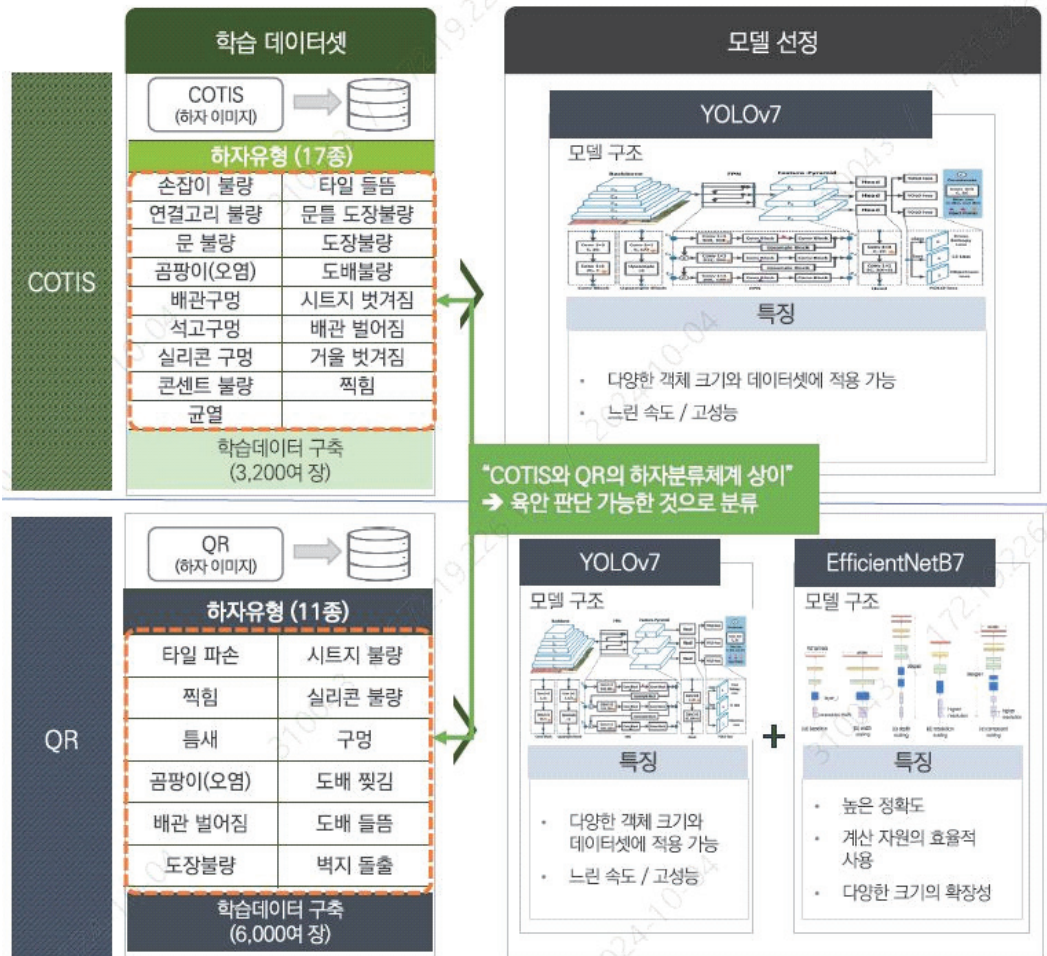 학습 데이터셋
모델 선정
COTIS
COTIS
(하자 이미지)
하자유형 (17종)
손잡이 불량 타일 들뜸
연결고리 불량 문틀 도장불량
문 불량 도장불량
곰팡이(오염) 도배불량
배관구멍 시트지 벗겨짐
석고구멍 배관 벌어짐
실리콘 구멍 거울 벗겨짐
콘센트 불량 찍힘
균열
학습데이터 구축
(3,200여 장)
YOLOv7
모델 구조
Backbone
Feature-Pyramid
Head
Head
Head
특징
· 다양한 객체 크기와 데이터셋에 적용 가능
· 느린 속도 / 고성능
“COTIS와 QR의 하자분류체계 상이”
➔ 육안 판단 가능한 것으로 분류
QR
QR
(하자 이미지)
하자유형 (11종)
타일 파손 시트지 불량
찍힘 실리콘 불량
틈새 구멍
곰팡이(오염) 도배 찢김
배관 벌어짐 도배 들뜸
도장불량 벽지 돌출
학습데이터 구축
(6,000여 장)
YOLOv7
모델 구조
특징
· 다양한 객체 크기와
데이터셋에 적용 가능
· 느린 속도 / 고성능
+
EfficientNetB7
모델 구조
특징
· 높은 정확도
· 계산 자원의 효율적
사용
· 다양한 크기의 확장성